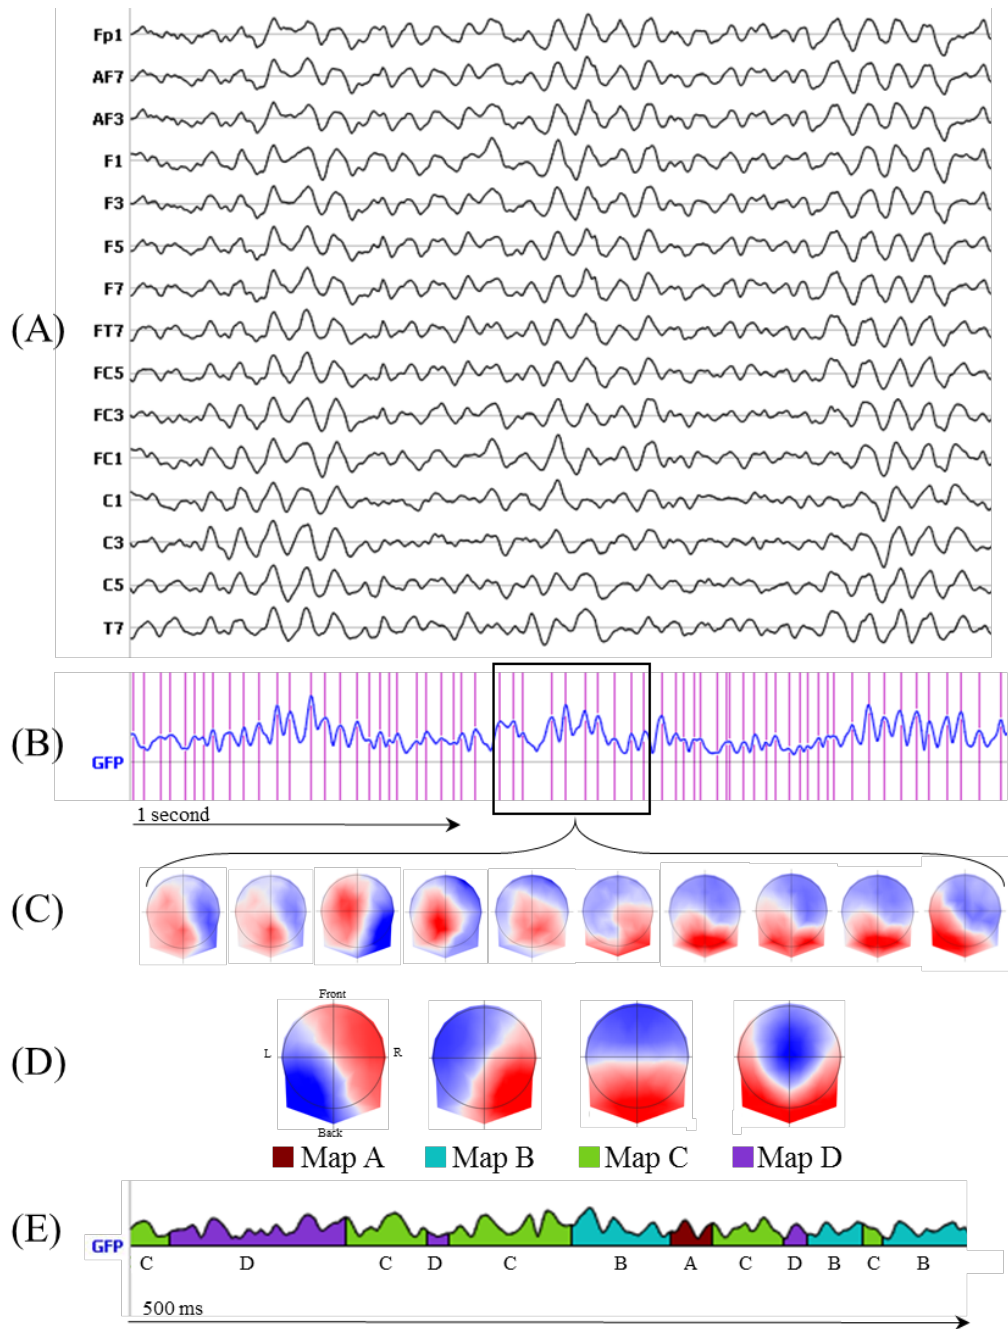 Fp1
AF7
AF3
F1
F3
F5
F7
(A)
FT7
FC5
FC3
FC1
C1
C3
C5
T7
(B)
GFP
1 second
(C)
Front
(D)
L R
Back
Map A Map B Map C Map D
(E)
GFP
C D C D C B A C D B C B
500 ms